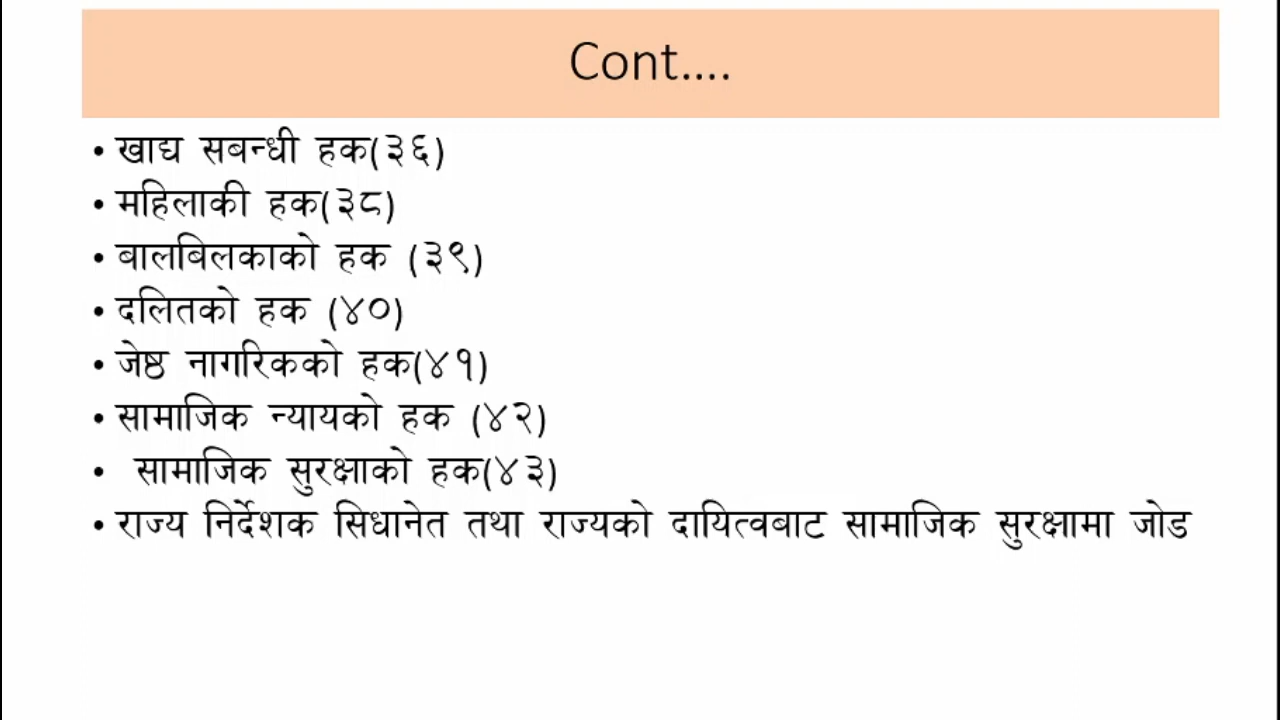 Cont....
• खाद्य सबन्धी हक(३६)
• महिलाकी हक(३८)
• बालबिलकाको हक (३९)
• दलितको हक (४०)
• जेष्ठ नागरिकको हक(४१)
• सामाजिक न्यायको हक (४२)
• सामाजिक सुरक्षाको हक(४३)
• राज्य निर्देशक सिधानेत तथा राज्यको दायित्वबाट सामाजिक सुरक्षामा जोड